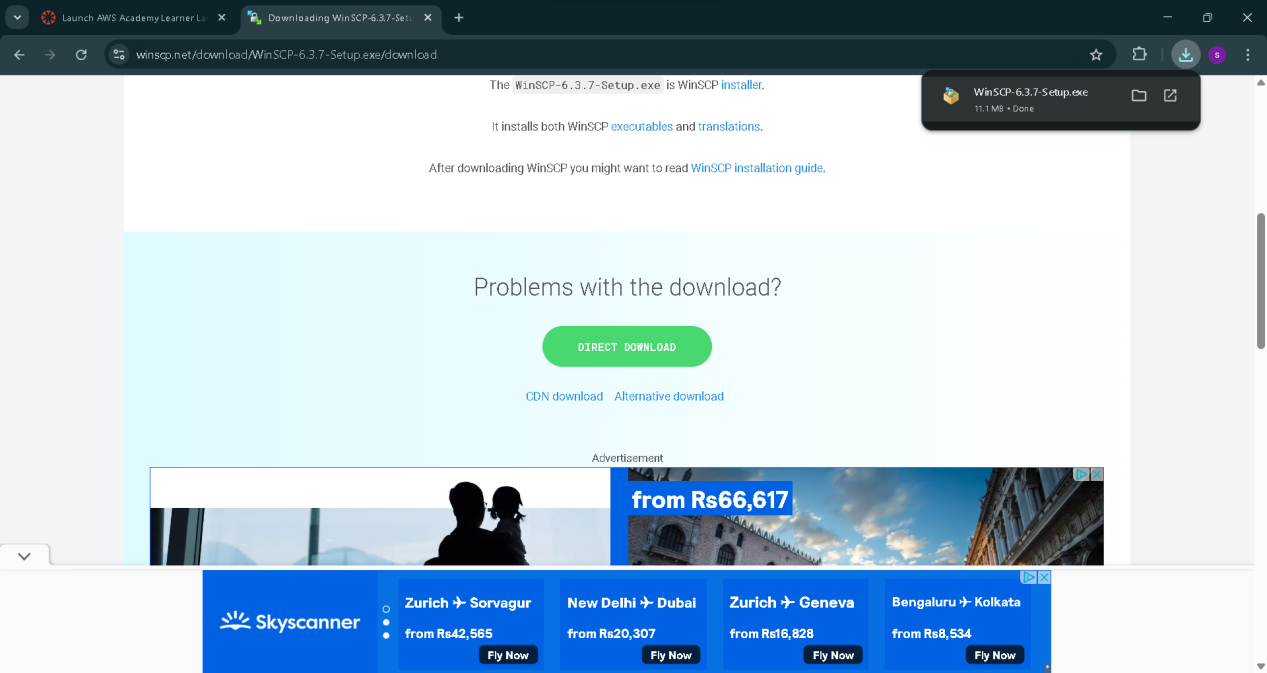 Launch AWS Academy Learner La
Downloading WinSCP-6.3.7-Setu
winscp.net/download/WinSCP-6.3.7-Setup.exe/download
S
WinSCP-6.3.7-Setup.exe
11.1 MB • Done
The WinSCP-6.3.7-Setup.exe is WinSCP installer.
It installs both WinSCP executables and translations.
After downloading WinSCP you might want to read WinSCP installation guide.
Problems with the download?
DIRECT DOWNLOAD
CDN download Alternative download
Advertisement
from Rs66,617
Skyscanner
Zurich ✈ Sorvagur
from Rs42,565
Fly Now
New Delhi ✈ Dubai
from Rs20,307
Fly Now
Zurich ✈ Geneva
from Rs16,828
Fly Now
Bengaluru ✈ Kolkata
from Rs8,534
Fly Now